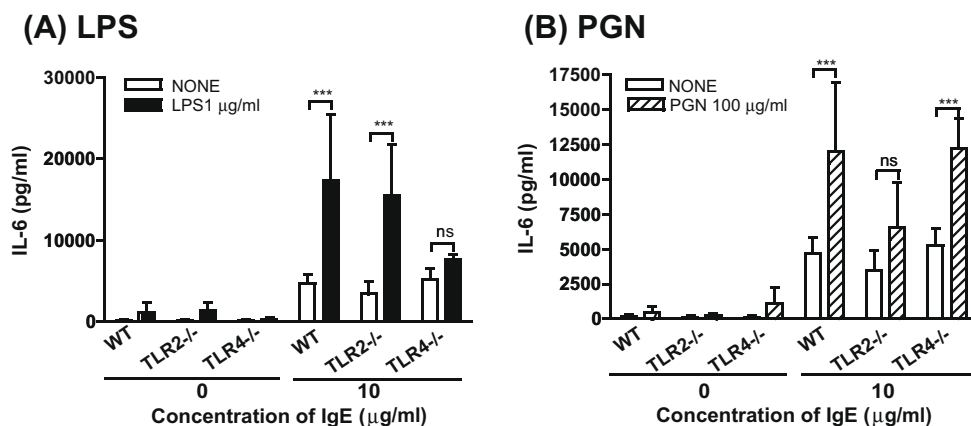 (A) LPS
30000
20000
10000
0
IL-6 (pg/ml)
NONE
LPS1 μg/ml
***
***
ns
WT
TLR2-/-
TLR4-/-
WT
TLR2-/-
TLR4-/-
0
10
Concentration of IgE (μg/ml)
(B) PGN
17500
15000
12500
10000
7500
5000
2500
0
IL-6 (pg/ml)
NONE
PGN 100 μg/ml
***
ns
***
WT
TLR2-/-
TLR4-/-
WT
TLR2-/-
TLR4-/-
0
10
Concentration of IgE (μg/ml)